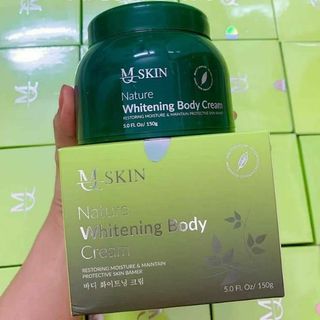 MQ SKIN
Nature
Whitening Body Cream
RESTORING MOISTURE & MAINTAIN PROTECTIVE SKIN BARIER
5.0 Fl. Oz/ 150g
MQ SKIN
Nature
Whitening Body
Cream
RESTORING MOISTURE & MAINTAIN
PROTECTIVE SKIN BAMIER
바디 화이트닝 크림
5.0 Fl. Oz/ 150g